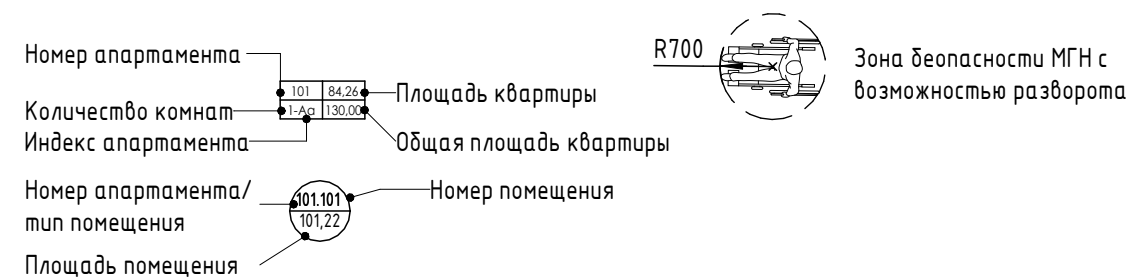 Номер апартамента
101 84,26
1-Аа 130,00
Площадь квартиры
Количество комнат
Индекс апартамента
Общая площадь квартиры
Номер апартамента/
тип помещения
101.101
101,22
Номер помещения
Площадь помещения
R700
Зона беопасности МГН с
возможностью разворота